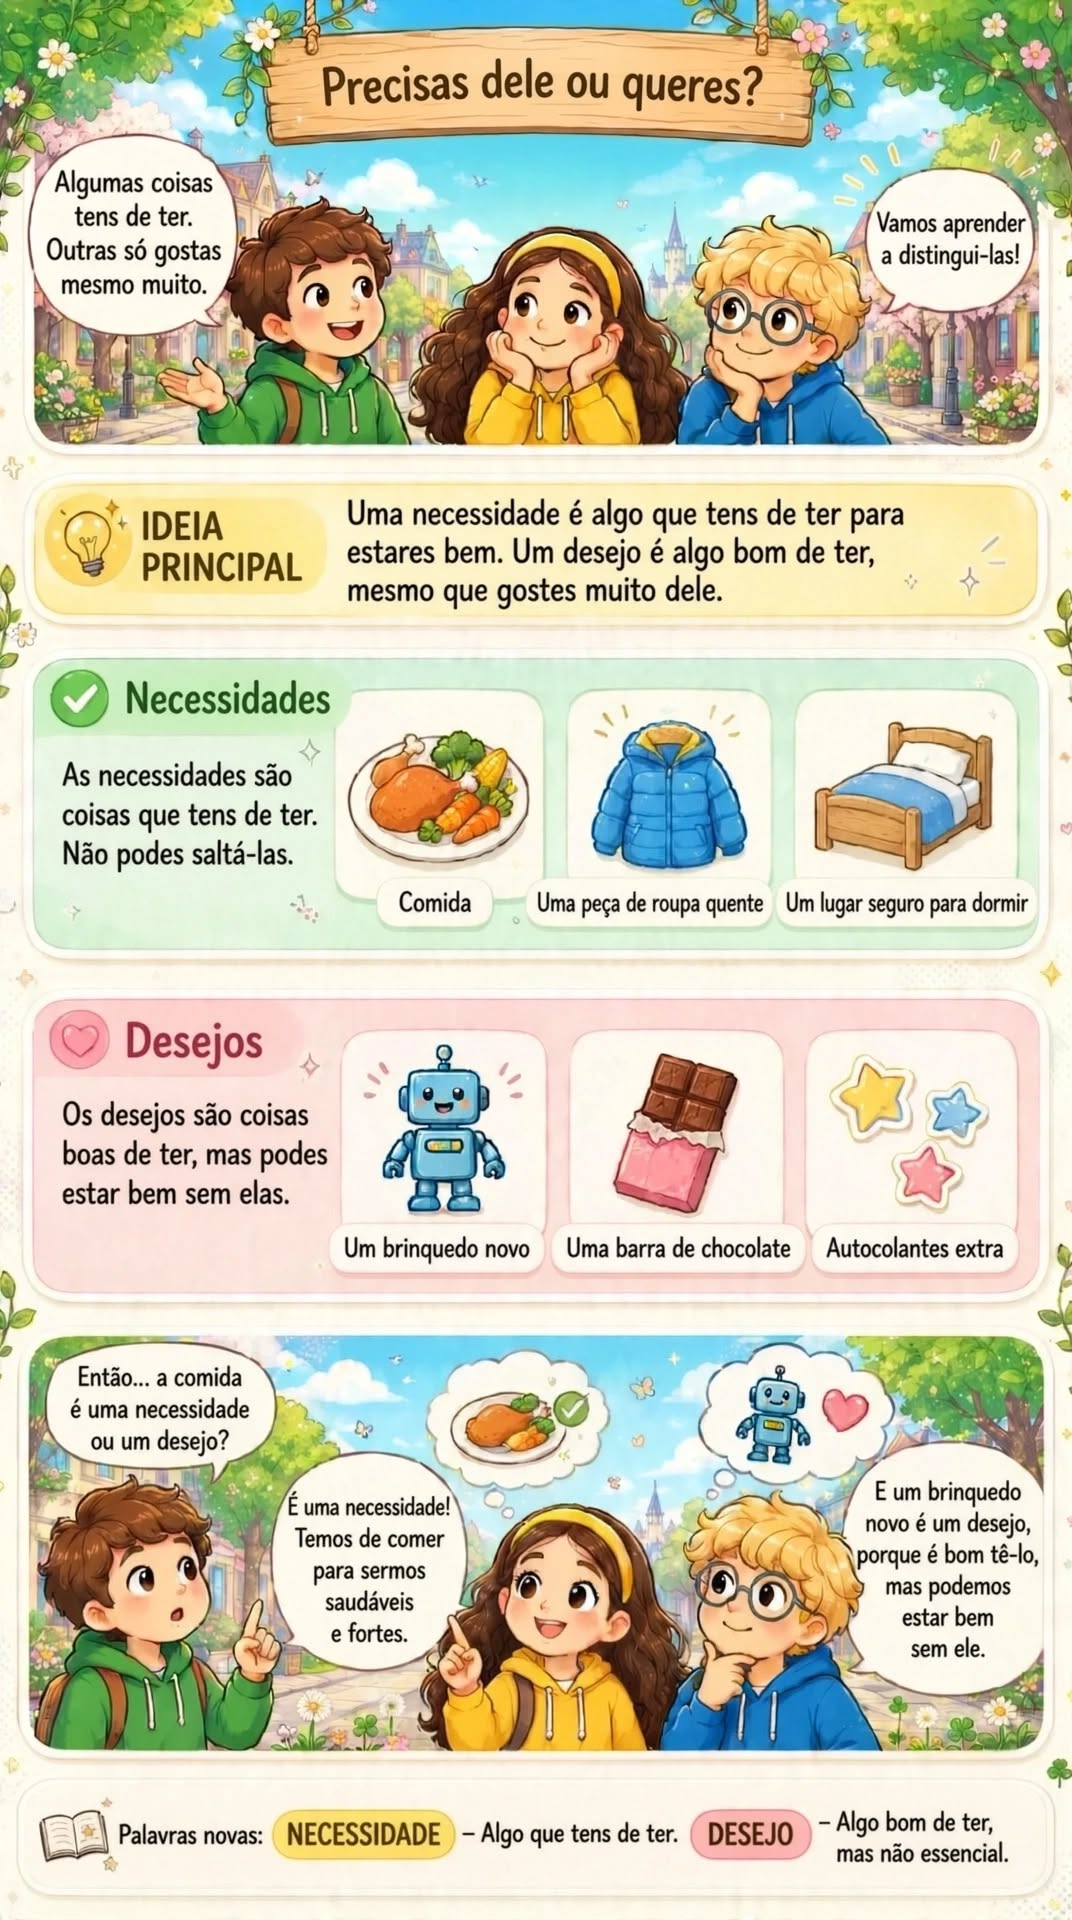 Precisas dele ou queres?
Algumas coisas
tens de ter.
Outras só gostas
mesmo muito.
Vamos aprender
a distingui-las!
IDEIA
PRINCIPAL
Uma necessidade é algo que tens de ter para
estares bem. Um desejo é algo bom de ter,
mesmo que gostes muito dele.
Necessidades
As necessidades são
coisas que tens de ter.
Não podes saltá-las.
Comida
Uma peça de roupa quente
Um lugar seguro para dormir
Desejos
Os desejos são coisas
boas de ter, mas podes
estar bem sem elas.
Um brinquedo novo
Uma barra de chocolate
Autocolantes extra
Então... a comida
é uma necessidade
ou um desejo?
É uma necessidade!
Temos de comer
para sermos
saudáveis
e fortes.
E um brinquedo
novo é um desejo,
porque é bom tê-lo,
mas podemos
estar bem
sem ele.
Palavras novas: NECESSIDADE – Algo que tens de ter. DESEJO – Algo bom de ter,
mas não essencial.